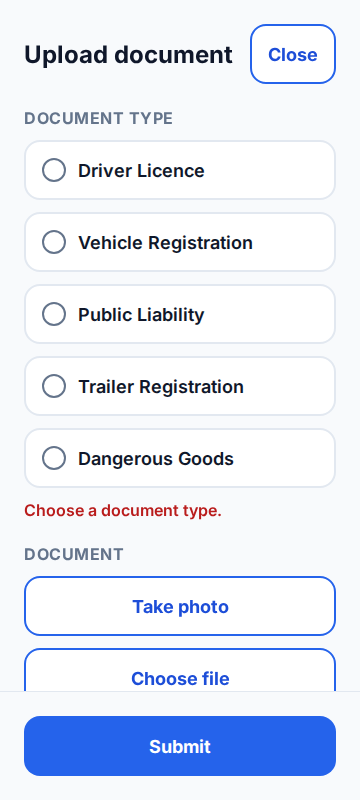 Upload document
Close
DOCUMENT TYPE
Driver Licence
Vehicle Registration
Public Liability
Trailer Registration
Dangerous Goods
Choose a document type.
DOCUMENT
Take photo
Choose file
Submit